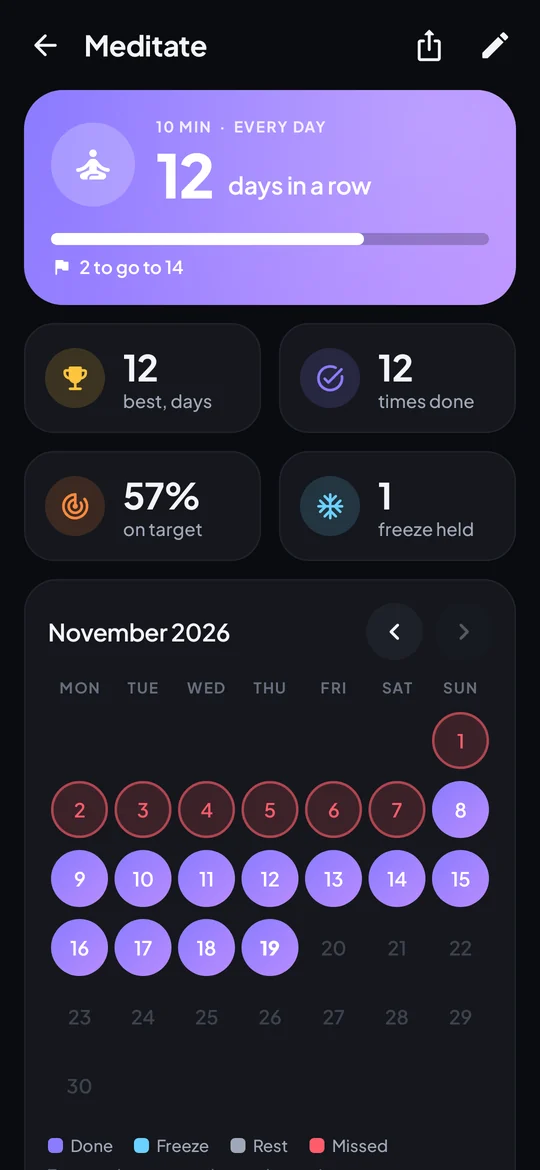 Meditate
10 MIN · EVERY DAY
12 days in a row
2 to go to 14
12
best, days
12
times done
57%
on target
1
freeze held
November 2026
MON TUE WED THU FRI SAT SUN
1
2 3 4 5 6 7 8
9 10 11 12 13 14 15
16 17 18 19 20 21 22
23 24 25 26 27 28 29
30
Done Freeze Rest Missed